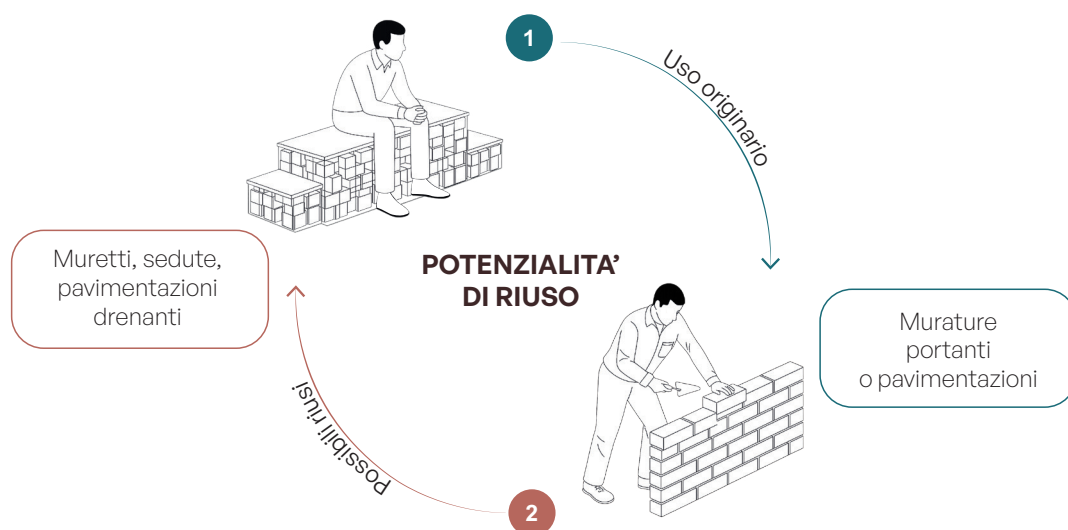 1
Uso originario
Muretti, sedute,
pavimentazioni
drenanti
POTENZIALITA’
DI RIUSO
Murature
portanti
o pavimentazioni
Possibili riusi
2